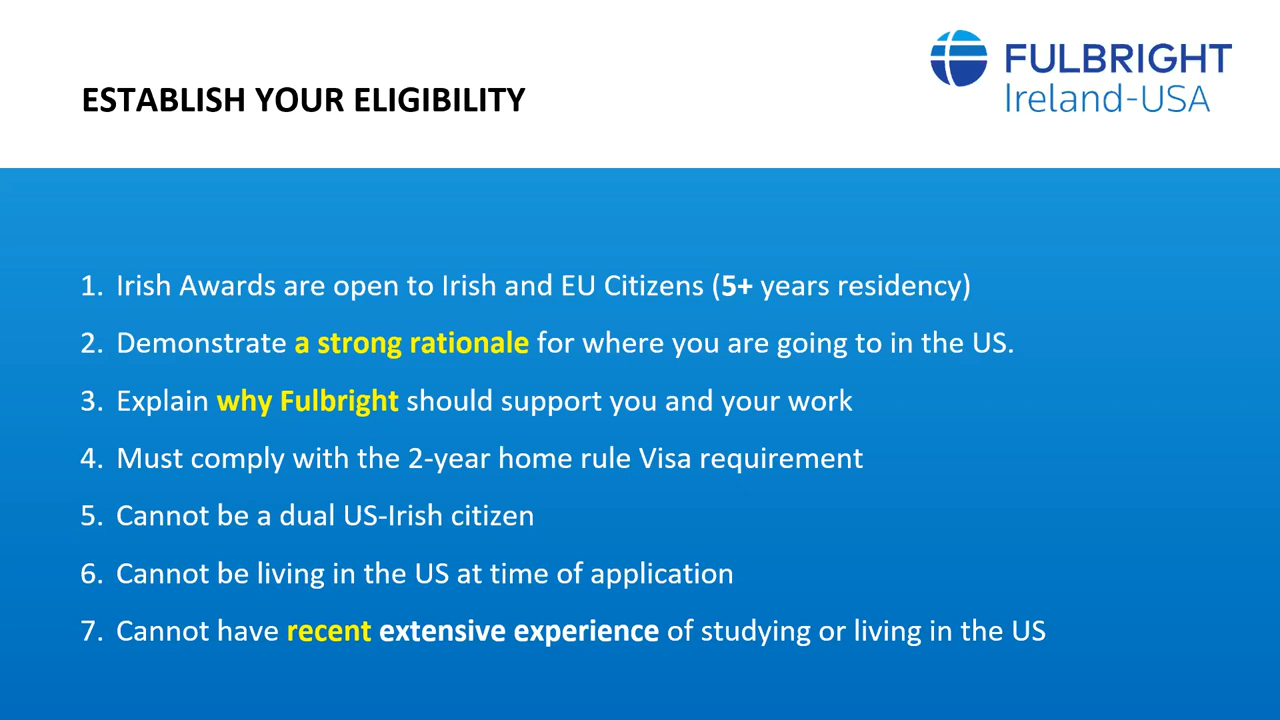 FULBRIGHT
Ireland-USA
ESTABLISH YOUR ELIGIBILITY
1. Irish Awards are open to Irish and EU Citizens (5+ years residency)
2. Demonstrate a strong rationale for where you are going to in the US.
3. Explain why Fulbright should support you and your work
4. Must comply with the 2-year home rule Visa requirement
5. Cannot be a dual US-Irish citizen
6. Cannot be living in the US at time of application
7. Cannot have recent extensive experience of studying or living in the US